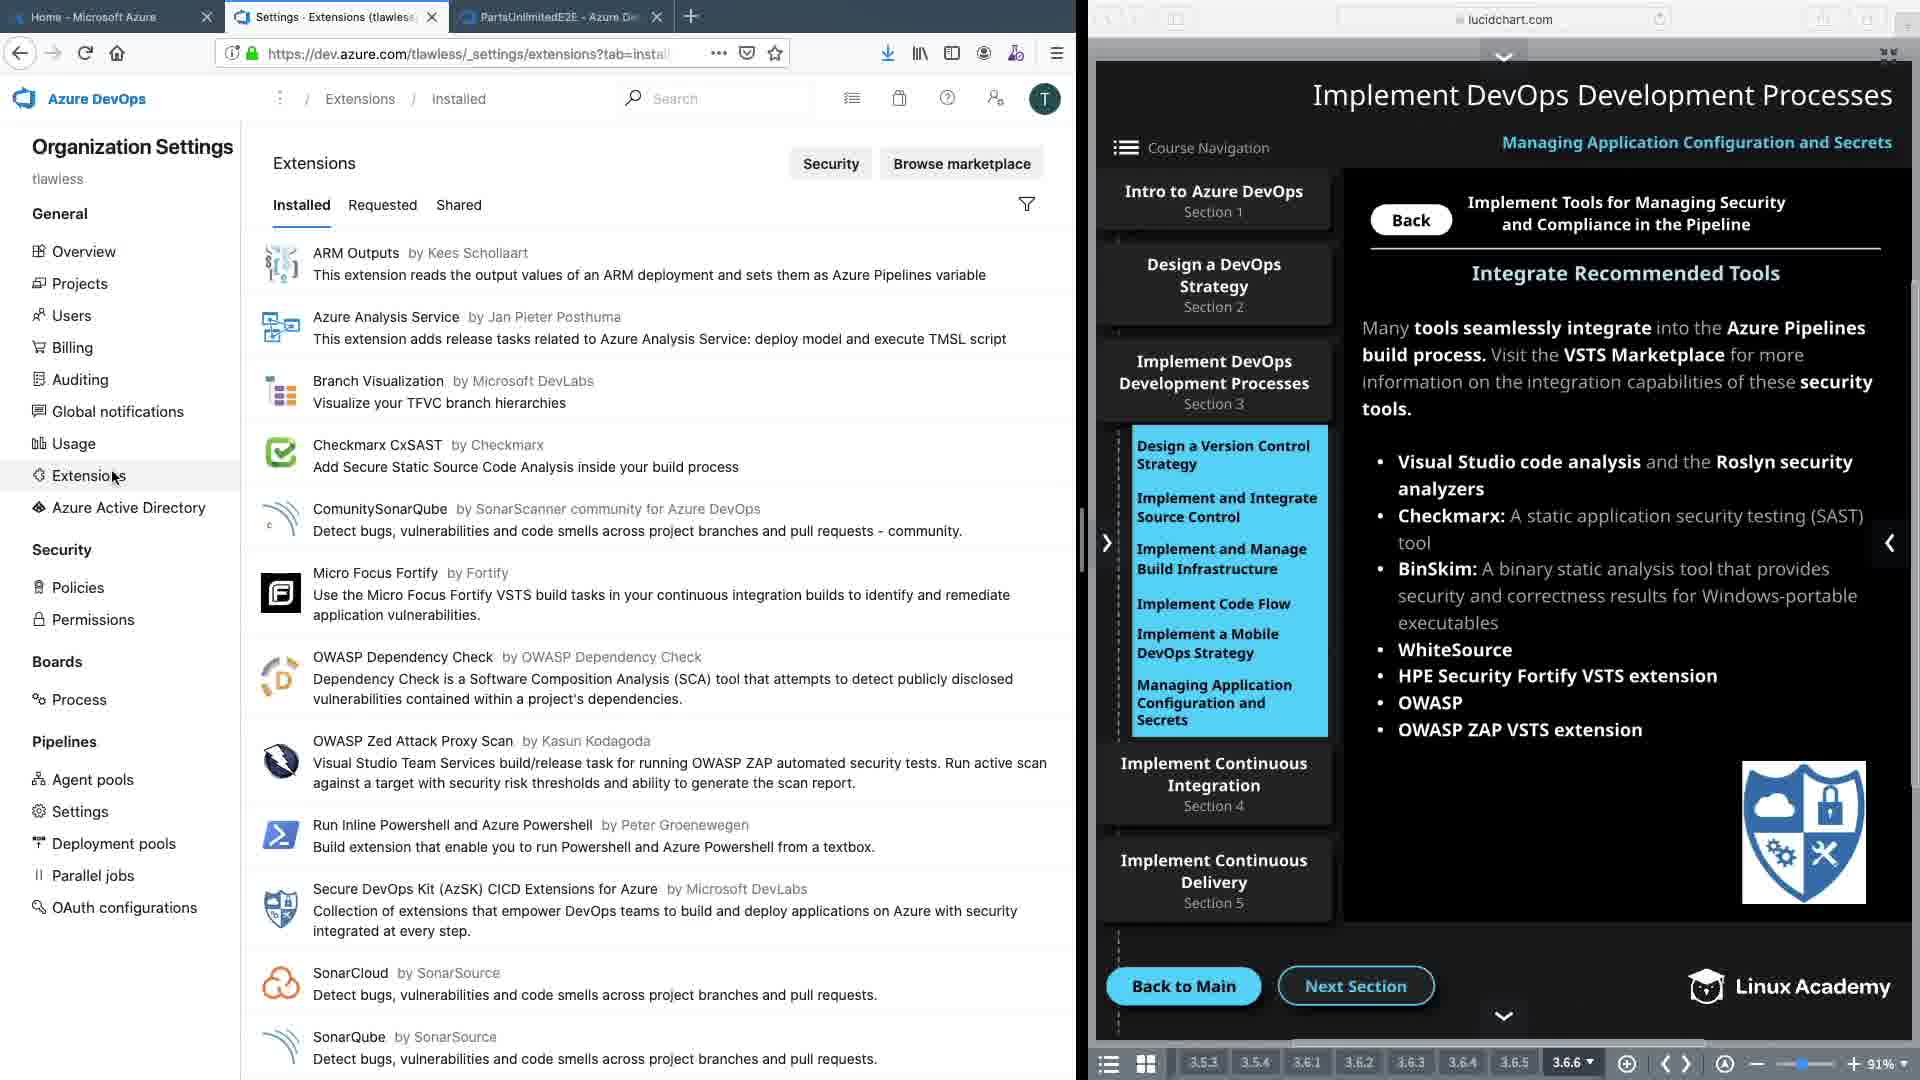 Home - Microsoft Azure
Settings · Extensions (tlawless
PartsUnlimitedE2E - Azure De
https://dev.azure.com/tlawless/_settings/extensions?tab=instal
Azure DevOps
/ Extensions / Installed
Search
T
Organization Settings
tlawless
General
Overview
Projects
Users
Billing
Auditing
Global notifications
Usage
Extensions
Azure Active Directory
Security
Policies
Permissions
Boards
Process
Pipelines
Agent pools
Settings
Deployment pools
Parallel jobs
OAuth configurations
Extensions
Security
Browse marketplace
Installed Requested Shared
ARM Outputs by Kees Schollaart
This extension reads the output values of an ARM deployment and sets them as Azure Pipelines variable
Azure Analysis Service by Jan Pieter Posthuma
This extension adds release tasks related to Azure Analysis Service: deploy model and execute TMSL script
Branch Visualization by Microsoft DevLabs
Visualize your TFVC branch hierarchies
Checkmarx CxSAST by Checkmarx
Add Secure Static Source Code Analysis inside your build process
ComunitySonarQube by SonarScanner community for Azure DevOps
Detect bugs, vulnerabilities and code smells across project branches and pull requests - community.
Micro Focus Fortify by Fortify
Use the Micro Focus Fortify VSTS build tasks in your continuous integration builds to identify and remediate
application vulnerabilities.
OWASP Dependency Check by OWASP Dependency Check
Dependency Check is a Software Composition Analysis (SCA) tool that attempts to detect publicly disclosed
vulnerabilities contained within a project's dependencies.
OWASP Zed Attack Proxy Scan by Kasun Kodagoda
Visual Studio Team Services build/release task for running OWASP ZAP automated security tests. Run active scan
against a target with security risk thresholds and ability to generate the scan report.
Run Inline Powershell and Azure Powershell by Peter Groenewegen
Build extension that enable you to run Powershell and Azure Powershell from a textbox.
Secure DevOps Kit (AzSK) CICD Extensions for Azure by Microsoft DevLabs
Collection of extensions that empower DevOps teams to build and deploy applications on Azure with security
integrated at every step.
SonarCloud by SonarSource
Detect bugs, vulnerabilities and code smells across project branches and pull requests.
SonarQube by SonarSource
Detect bugs, vulnerabilities and code smells across project branches and pull requests.
lucidchart.com
Implement DevOps Development Processes
Course Navigation
Managing Application Configuration and Secrets
Intro to Azure DevOps
Section 1
Design a DevOps
Strategy
Section 2
Implement DevOps
Development Processes
Section 3
Design a Version Control
Strategy
Implement and Integrate
Source Control
Implement and Manage
Build Infrastructure
Implement Code Flow
Implement a Mobile
DevOps Strategy
Managing Application
Configuration and
Secrets
Implement Continuous
Integration
Section 4
Implement Continuous
Delivery
Section 5
Back
Implement Tools for Managing Security
and Compliance in the Pipeline
Integrate Recommended Tools
Many tools seamlessly integrate into the Azure Pipelines
build process. Visit the VSTS Marketplace for more
information on the integration capabilities of these security
tools.
• Visual Studio code analysis and the Roslyn security
analyzers
• Checkmarx: A static application security testing (SAST)
tool
• BinSkim: A binary static analysis tool that provides
security and correctness results for Windows-portable
executables
• WhiteSource
• HPE Security Fortify VSTS extension
• OWASP
• OWASP ZAP VSTS extension
Back to Main
Next Section
Linux Academy
3.5.3 3.5.4 3.6.1 3.6.2 3.6.3 3.6.4 3.6.5 3.6.6
91%